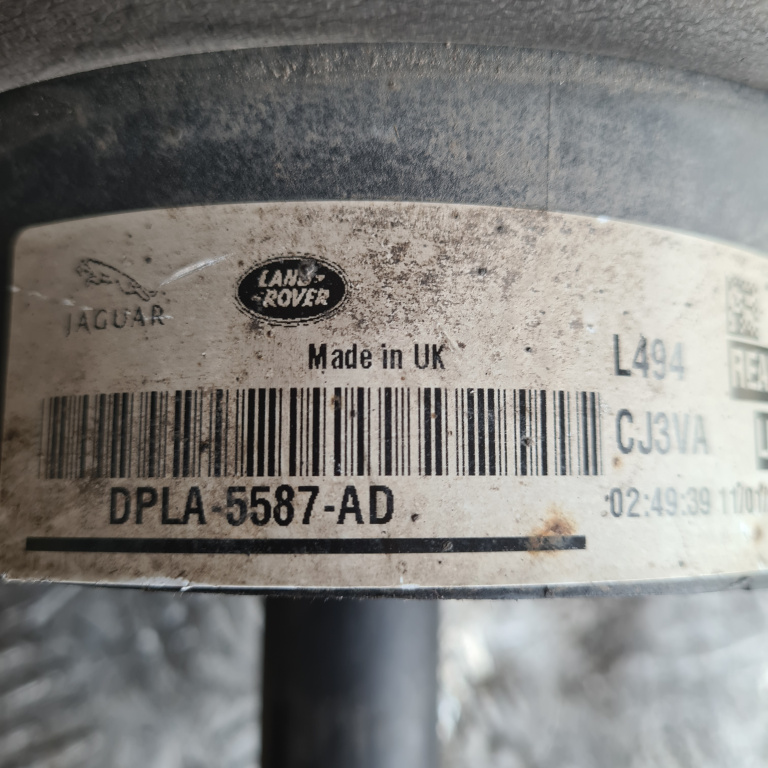 JAGUAR
LAND-
-ROVER
Made in UK
L494
CJ3VA
DPLA-5587-AD
:02:49:39